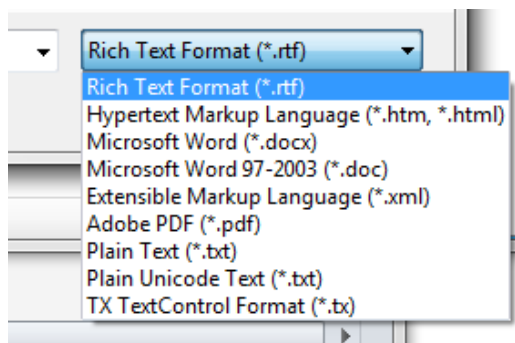 Rich Text Format (*.rtf)
Rich Text Format (*.rtf)
Hypertext Markup Language (*.htm, *.html)
Microsoft Word (*.docx)
Microsoft Word 97-2003 (*.doc)
Extensible Markup Language (*.xml)
Adobe PDF (*.pdf)
Plain Text (*.txt)
Plain Unicode Text (*.txt)
TX TextControl Format (*.tx)